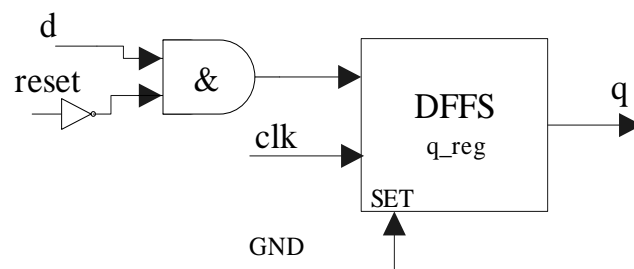 d
reset
&
clk
DFFS
q_reg
SET
q
GND